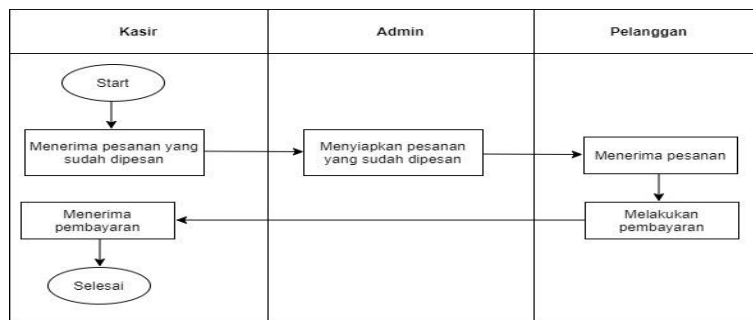 Kasir
Admin
Pelanggan
Start
Menerima pesanan yang
sudah dipesan
Menyiapkan pesanan
yang sudah dipesan
Menerima pesanan
Menerima
pembayaran
Melakukan
pembayaran
Selesai